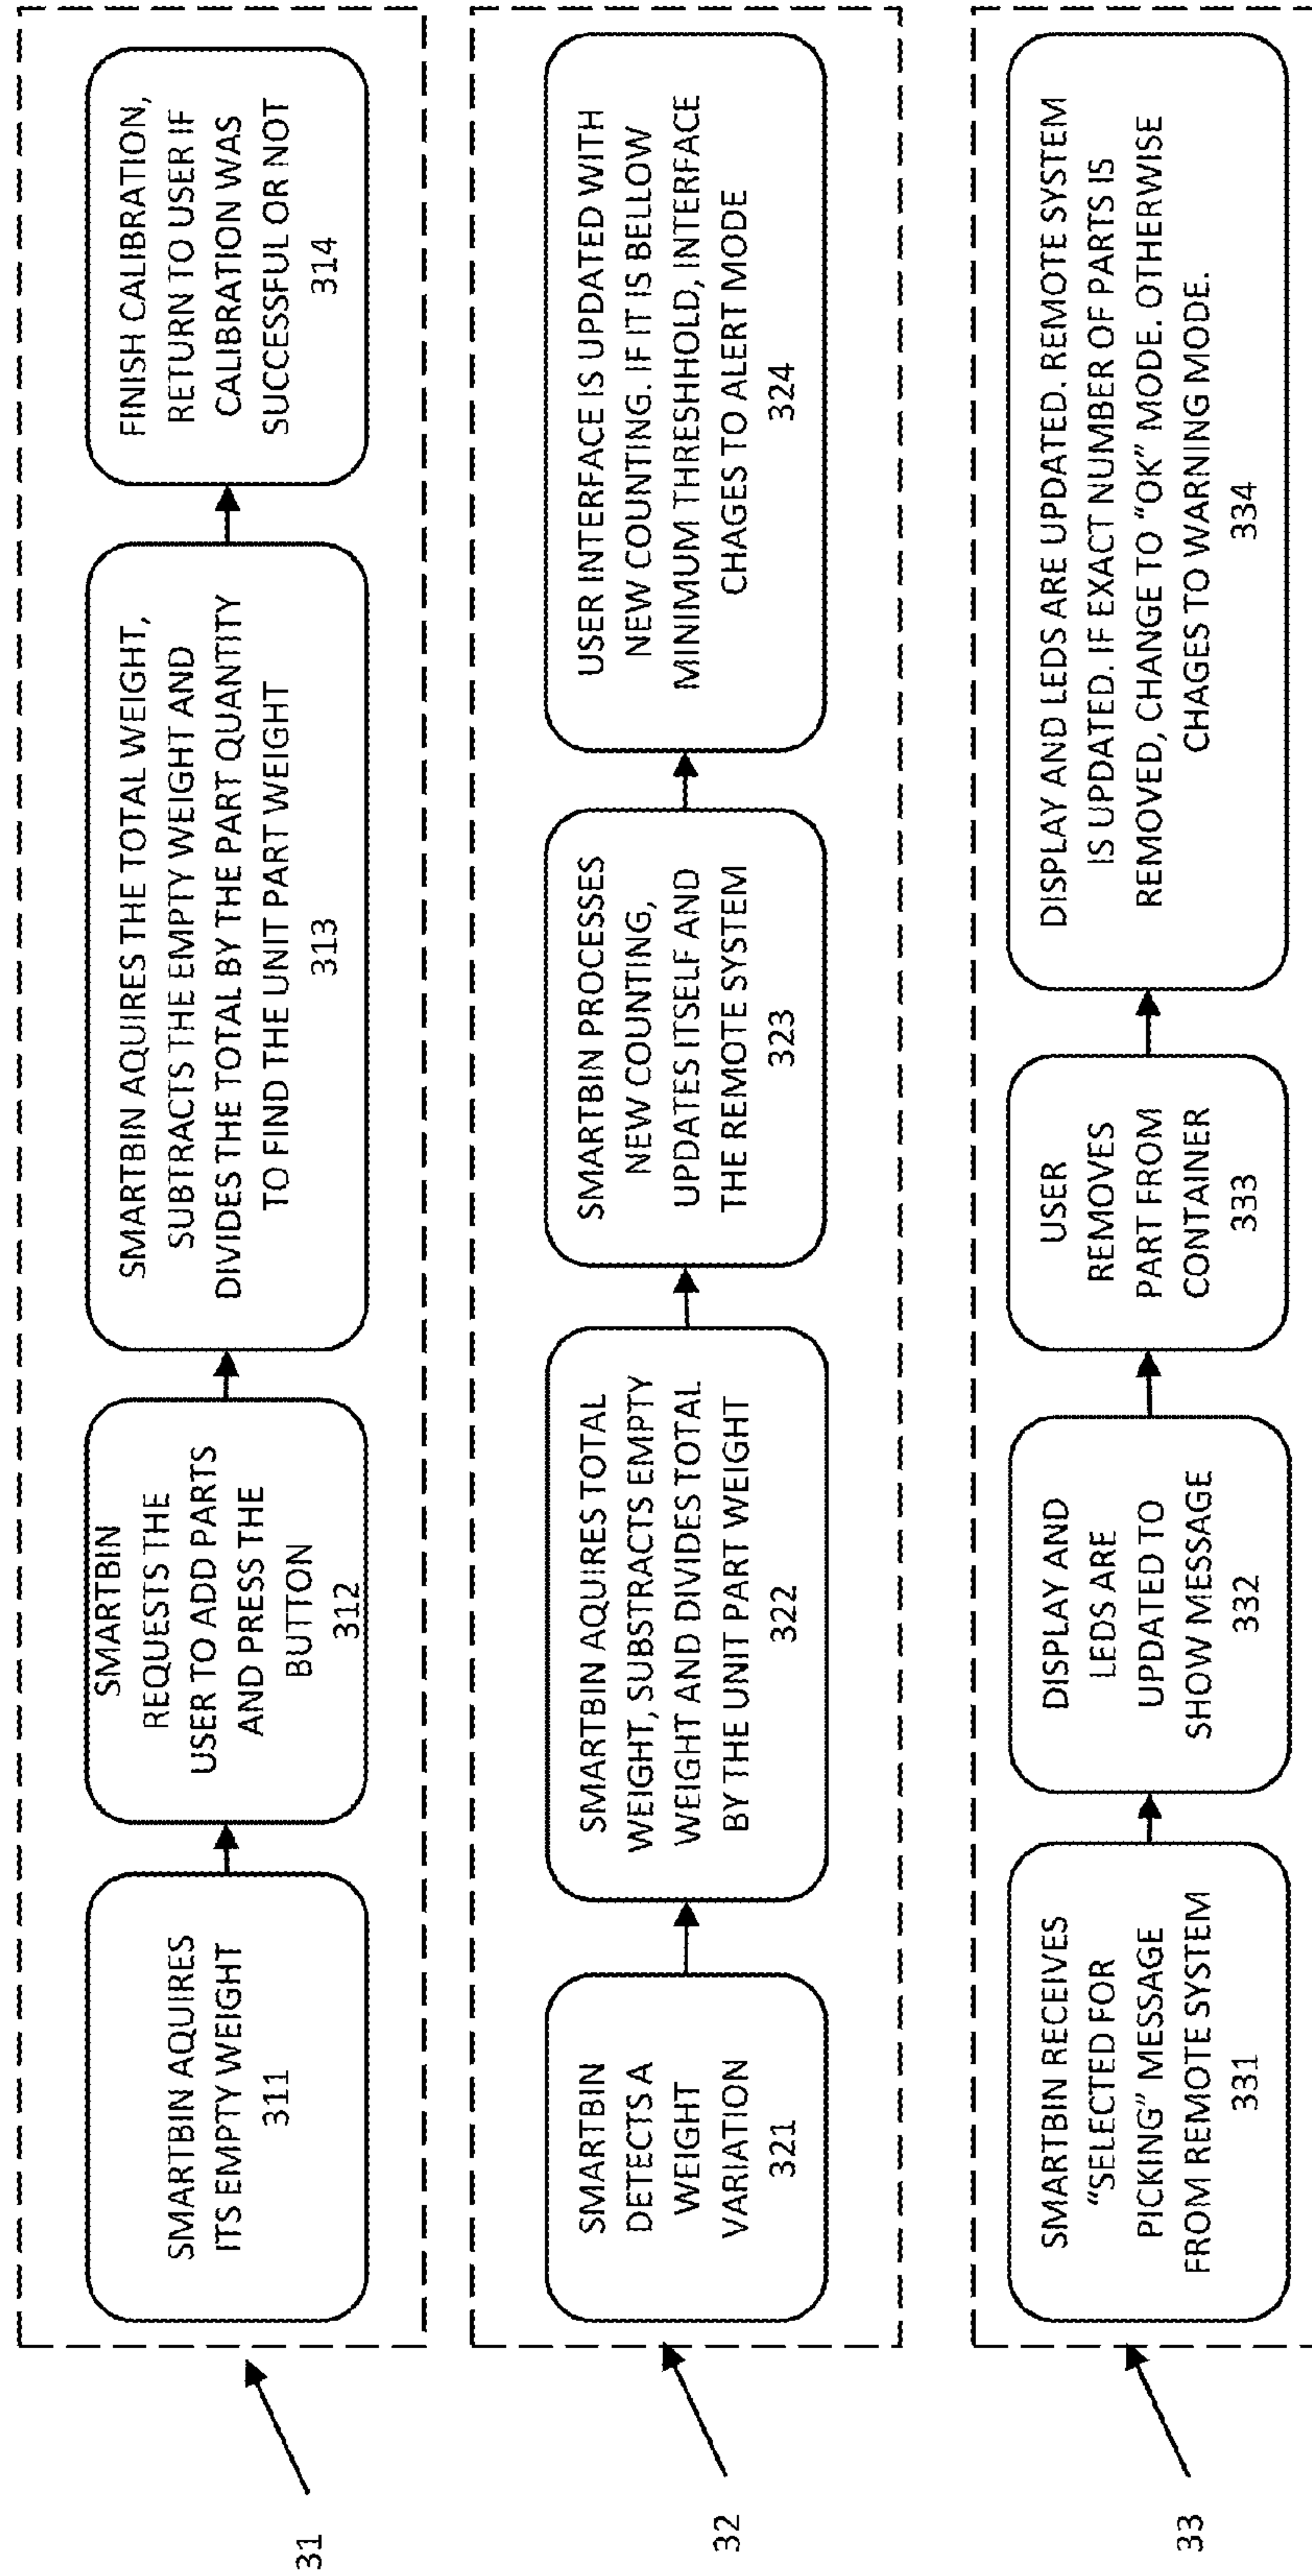 31
SMARTBIN AQUIRES
ITS EMPTY WEIGHT
311
SMARTBIN
REQUESTS THE
USER TO ADD PARTS
AND PRESS THE
BUTTON
312
SMARTBIN AQUIRES THE TOTAL WEIGHT,
SUBTRACTS THE EMPTY WEIGHT AND
DIVIDES THE TOTAL BY THE PART QUANTITY
TO FIND THE UNIT PART WEIGHT
313
FINISH CALIBRATION,
RETURN TO USER IF
CALIBRATION WAS
SUCCESSFUL OR NOT
314
32
SMARTBIN
DETECTS A
WEIGHT
VARIATION
321
SMARTBIN AQUIRES TOTAL
WEIGHT, SUBSTRACTS EMPTY
WEIGHT AND DIVIDES TOTAL
BY THE UNIT PART WEIGHT
322
SMARTBIN PROCESSES
NEW COUNTING,
UPDATES ITSELF AND
THE REMOTE SYSTEM
323
USER INTERFACE IS UPDATED WITH
NEW COUNTING. IF IT IS BELLOW
MINIMUM THRESHHOLD, INTERFACE
CHAGES TO ALERT MODE
324
33
SMARTBIN RECEIVES
“SELECTED FOR
PICKING” MESSAGE
FROM REMOTE SYSTEM
331
DISPLAY AND
LEDS ARE
UPDATED TO
SHOW MESSAGE
332
USER
REMOVES
PART FROM
CONTAINER
333
DISPLAY AND LEDS ARE UPDATED. REMOTE SYSTEM
IS UPDATED. IF EXACT NUMBER OF PARTS IS
REMOVED, CHANGE TO “OK” MODE. OTHERWISE
CHAGES TO WARNING MODE.
334